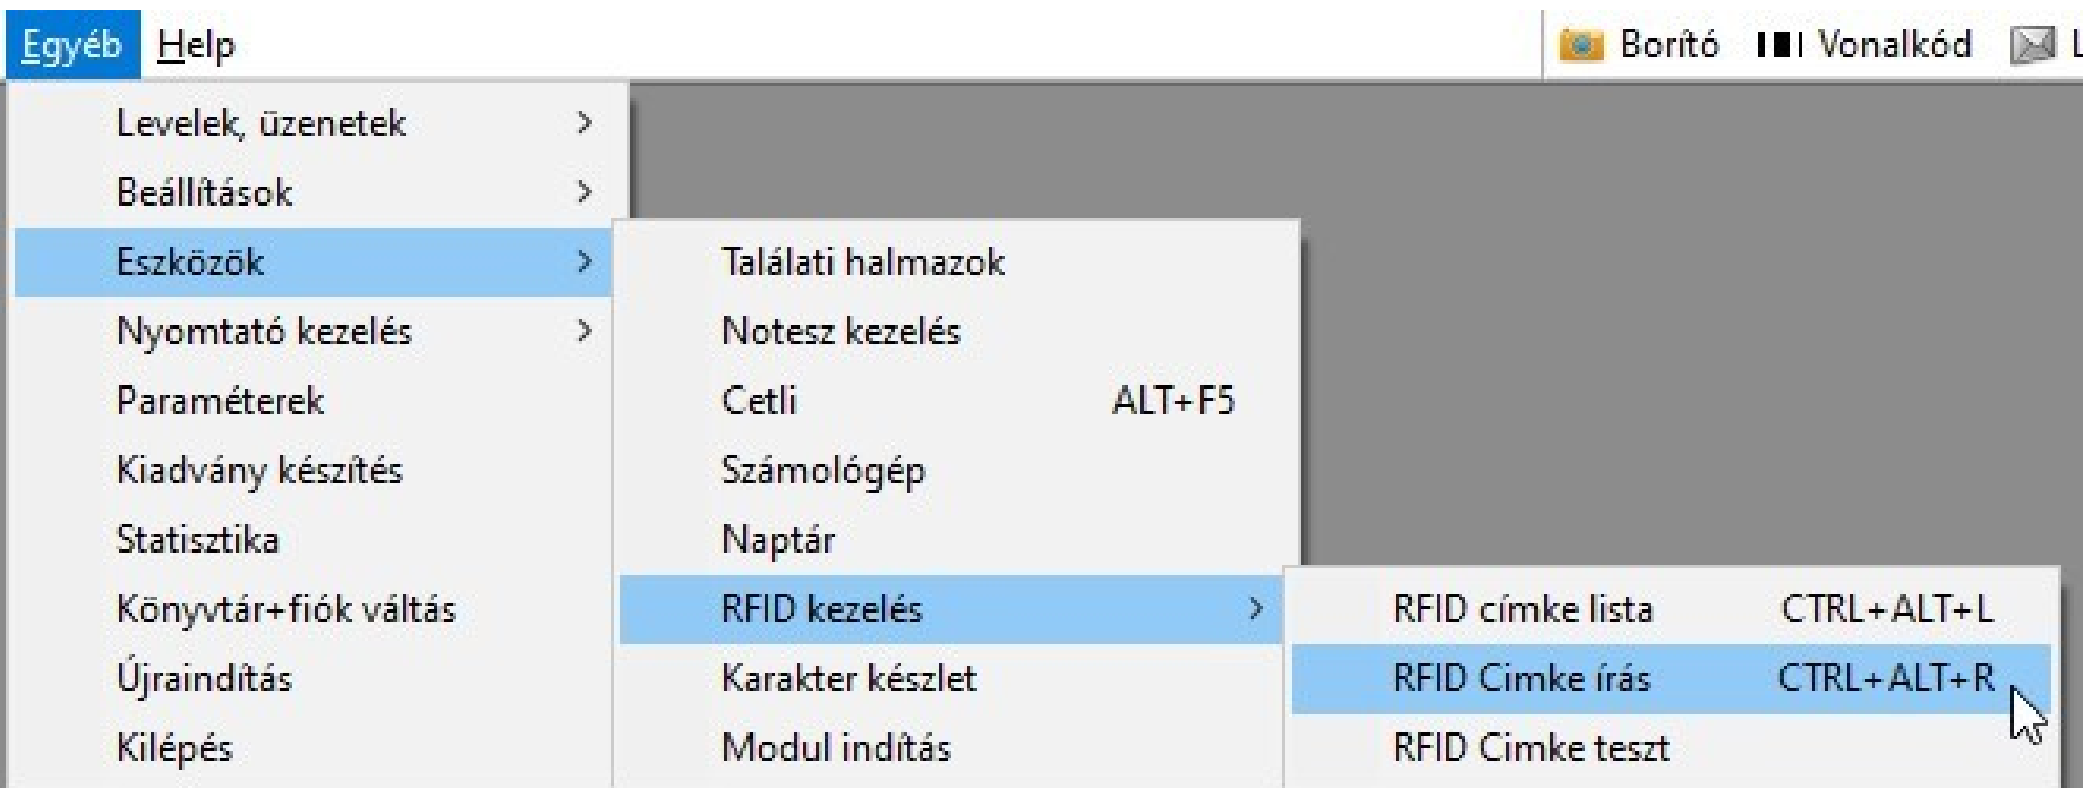 Egyéb Help Borító Vonalkód L
Levelek, üzenetek
Beállítások
Eszközök
Nyomtató kezelés
Paraméterek
Kiadvány készítés
Statisztika
Könyvtár+fiók váltás
Újraindítás
Kilépés
Találati halmazok
Notesz kezelés
Cetli ALT+F5
Számológép
Naptár
RFID kezelés
Karakter készlet
Modul indítás
RFID címke lista CTRL+ALT+L
RFID Cimke írás CTRL+ALT+R
RFID Cimke teszt